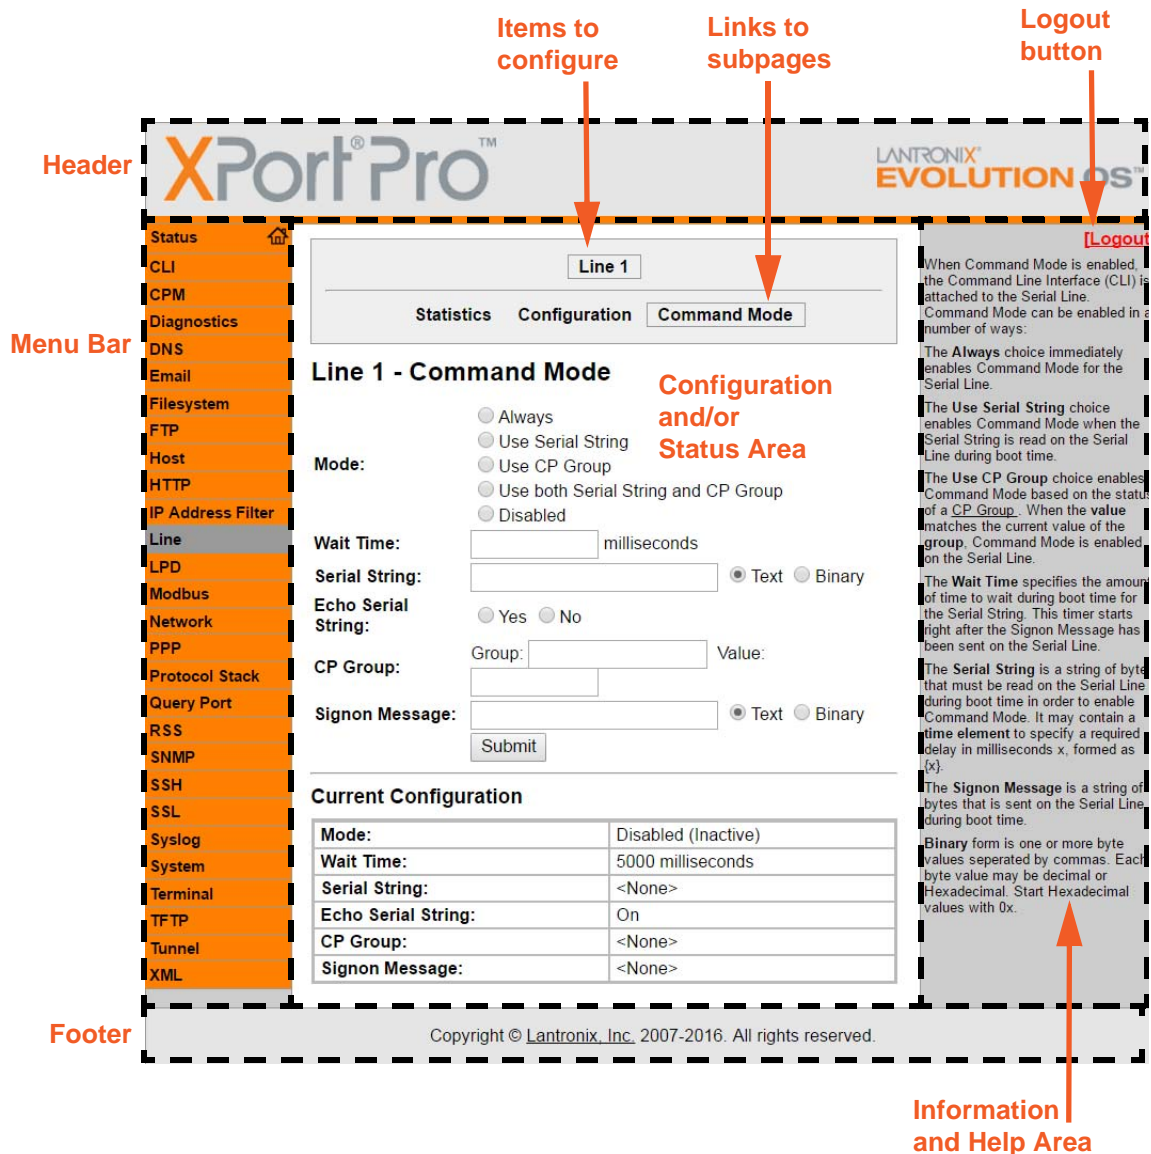 Items to
configure
Links to
subpages
Logout
button
Header
XPort® Pro™
LANTRONIX®
EVOLUTION OS™
Menu Bar
Status
CLI
CPM
Diagnostics
DNS
Email
Filesystem
FTP
Host
HTTP
IP Address Filter
Line
LPD
Modbus
Network
PPP
Protocol Stack
Query Port
RSS
SNMP
SSH
SSL
Syslog
System
Terminal
TFTP
Tunnel
XML
Line 1
Statistics Configuration Command Mode
Line 1 - Command Mode
Configuration
and/or
Status Area
Mode:
Always
Use Serial String
Use CP Group
Use both Serial String and CP Group
Disabled
Wait Time: milliseconds
Serial String: Text Binary
Echo Serial
String: Yes No
CP Group: Group: Value:
Signon Message: Text Binary
Submit
Current Configuration
Mode: Disabled (Inactive)
Wait Time: 5000 milliseconds
Serial String: <None>
Echo Serial String: On
CP Group: <None>
Signon Message: <None>
[Logout
When Command Mode is enabled,
the Command Line Interface (CLI) is
attached to the Serial Line.
Command Mode can be enabled in a
number of ways:
The Always choice immediately
enables Command Mode for the
Serial Line.
The Use Serial String choice
enables Command Mode when the
Serial String is read on the Serial
Line during boot time.
The Use CP Group choice enables
Command Mode based on the status
of a CP Group . When the value
matches the current value of the
group, Command Mode is enabled
on the Serial Line.
The Wait Time specifies the amount
of time to wait during boot time for
the Serial String. This timer starts
right after the Signon Message has
been sent on the Serial Line.
The Serial String is a string of byte
that must be read on the Serial Line
during boot time in order to enable
Command Mode. It may contain a
time element to specify a required
delay in milliseconds x, formed as
{x}.
The Signon Message is a string of
bytes that is sent on the Serial Line
during boot time.
Binary form is one or more byte
values seperated by commas. Each
byte value may be decimal or
Hexadecimal. Start Hexadecimal
values with 0x.
Footer
Copyright © Lantronix, Inc. 2007-2016. All rights reserved.
Information
and Help Area